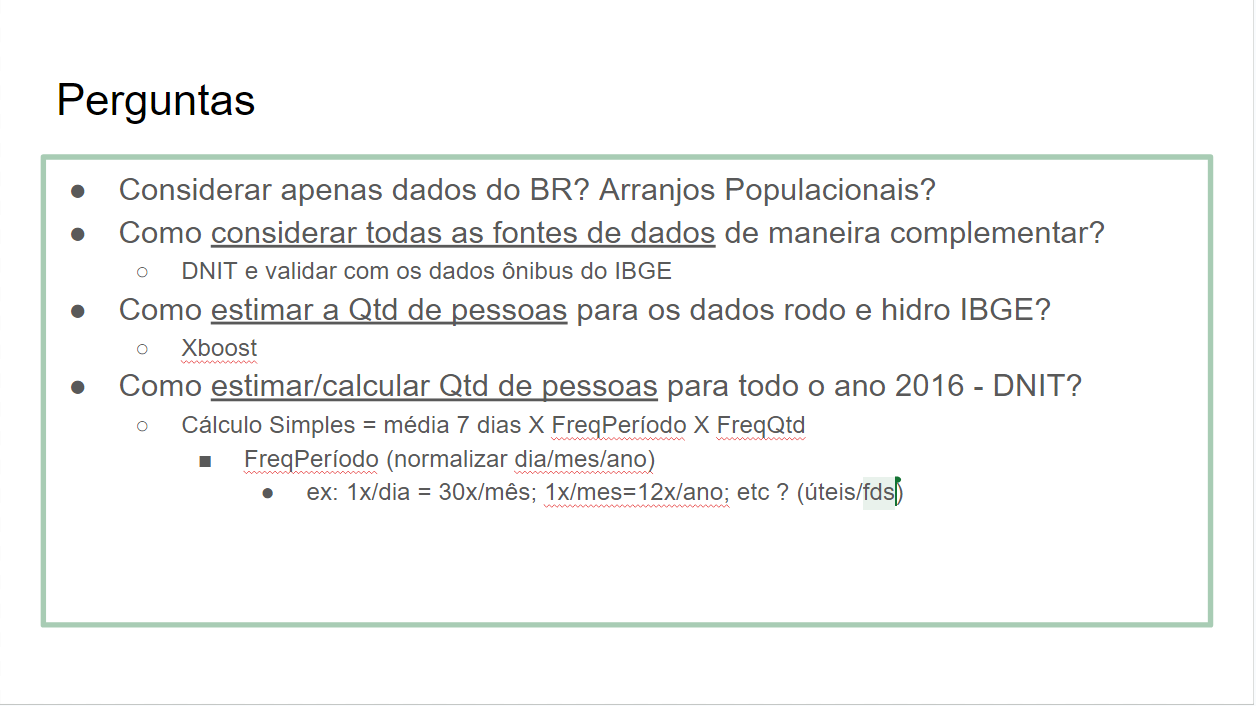 Perguntas
● Considerar apenas dados do BR? Arranjos Populacionais?
● Como considerar todas as fontes de dados de maneira complementar?
○ DNIT e validar com os dados ônibus do IBGE
● Como estimar a Qtd de pessoas para os dados rodo e hidro IBGE?
○ Xboost
● Como estimar/calcular Qtd de pessoas para todo o ano 2016 - DNIT?
○ Cálculo Simples = média 7 dias X FreqPeríodo X FreqQtd
■ FreqPeríodo (normalizar dia/mes/ano)
● ex: 1x/dia = 30x/mês; 1x/mes=12x/ano; etc ? (úteis/fds)